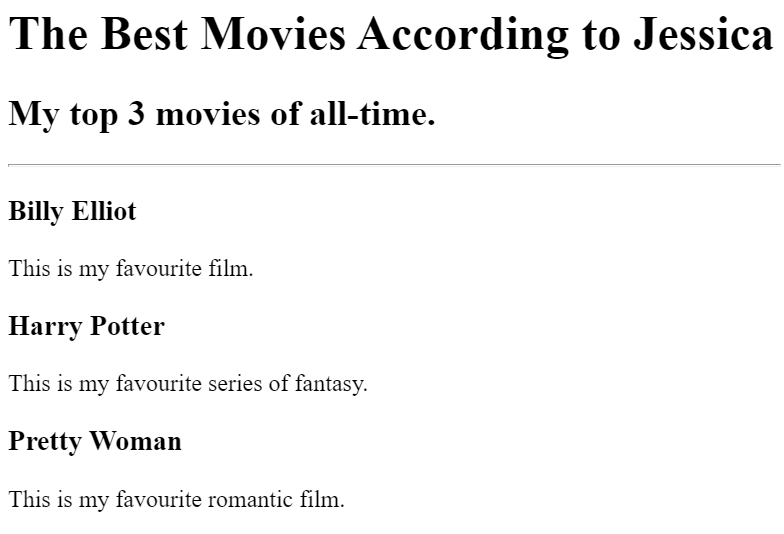 The Best Movies According to Jessica
My top 3 movies of all-time.
Billy Elliot
This is my favourite film.
Harry Potter
This is my favourite series of fantasy.
Pretty Woman
This is my favourite romantic film.